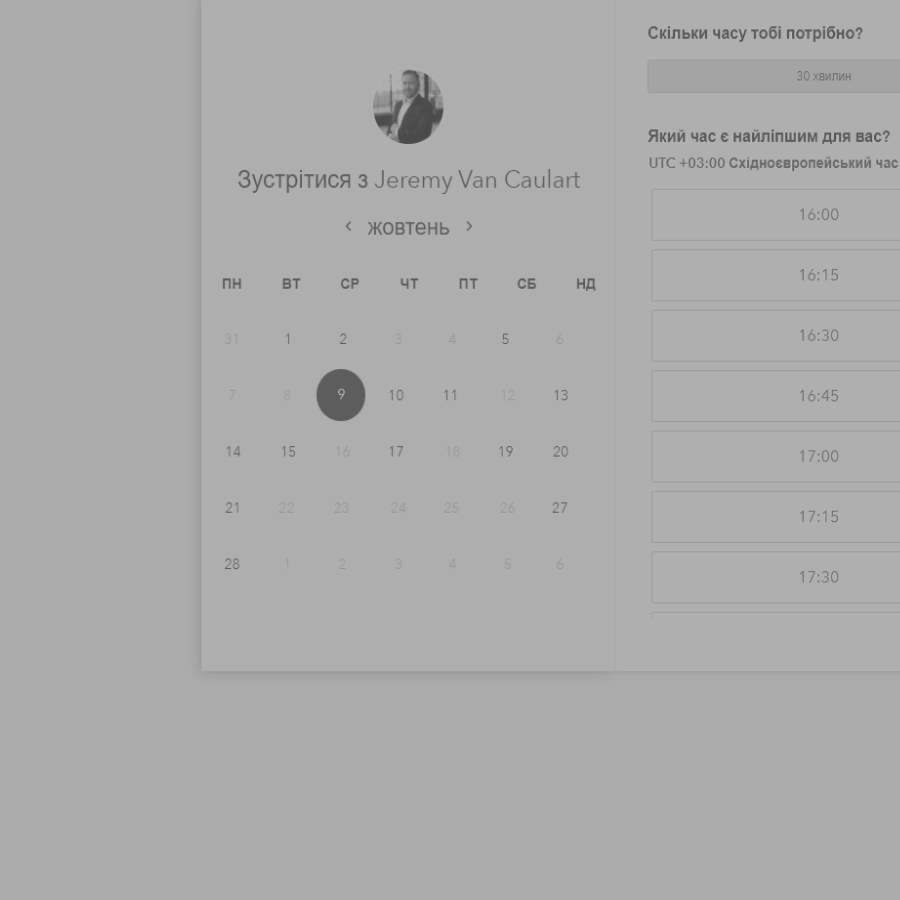 Зустрітися з Jeremy Van Caulart
‹ жовтень ›
ПН ВТ СР ЧТ ПТ СБ НД
31 1 2 3 4 5 6
7 8 9 10 11 12 13
14 15 16 17 18 19 20
21 22 23 24 25 26 27
28 1 2 3 4 5 6
Скільки часу тобі потрібно?
30 хвилин
Який час є найліпшим для вас?
UTC +03:00 Східноєвропейський час
16:00
16:15
16:30
16:45
17:00
17:15
17:30